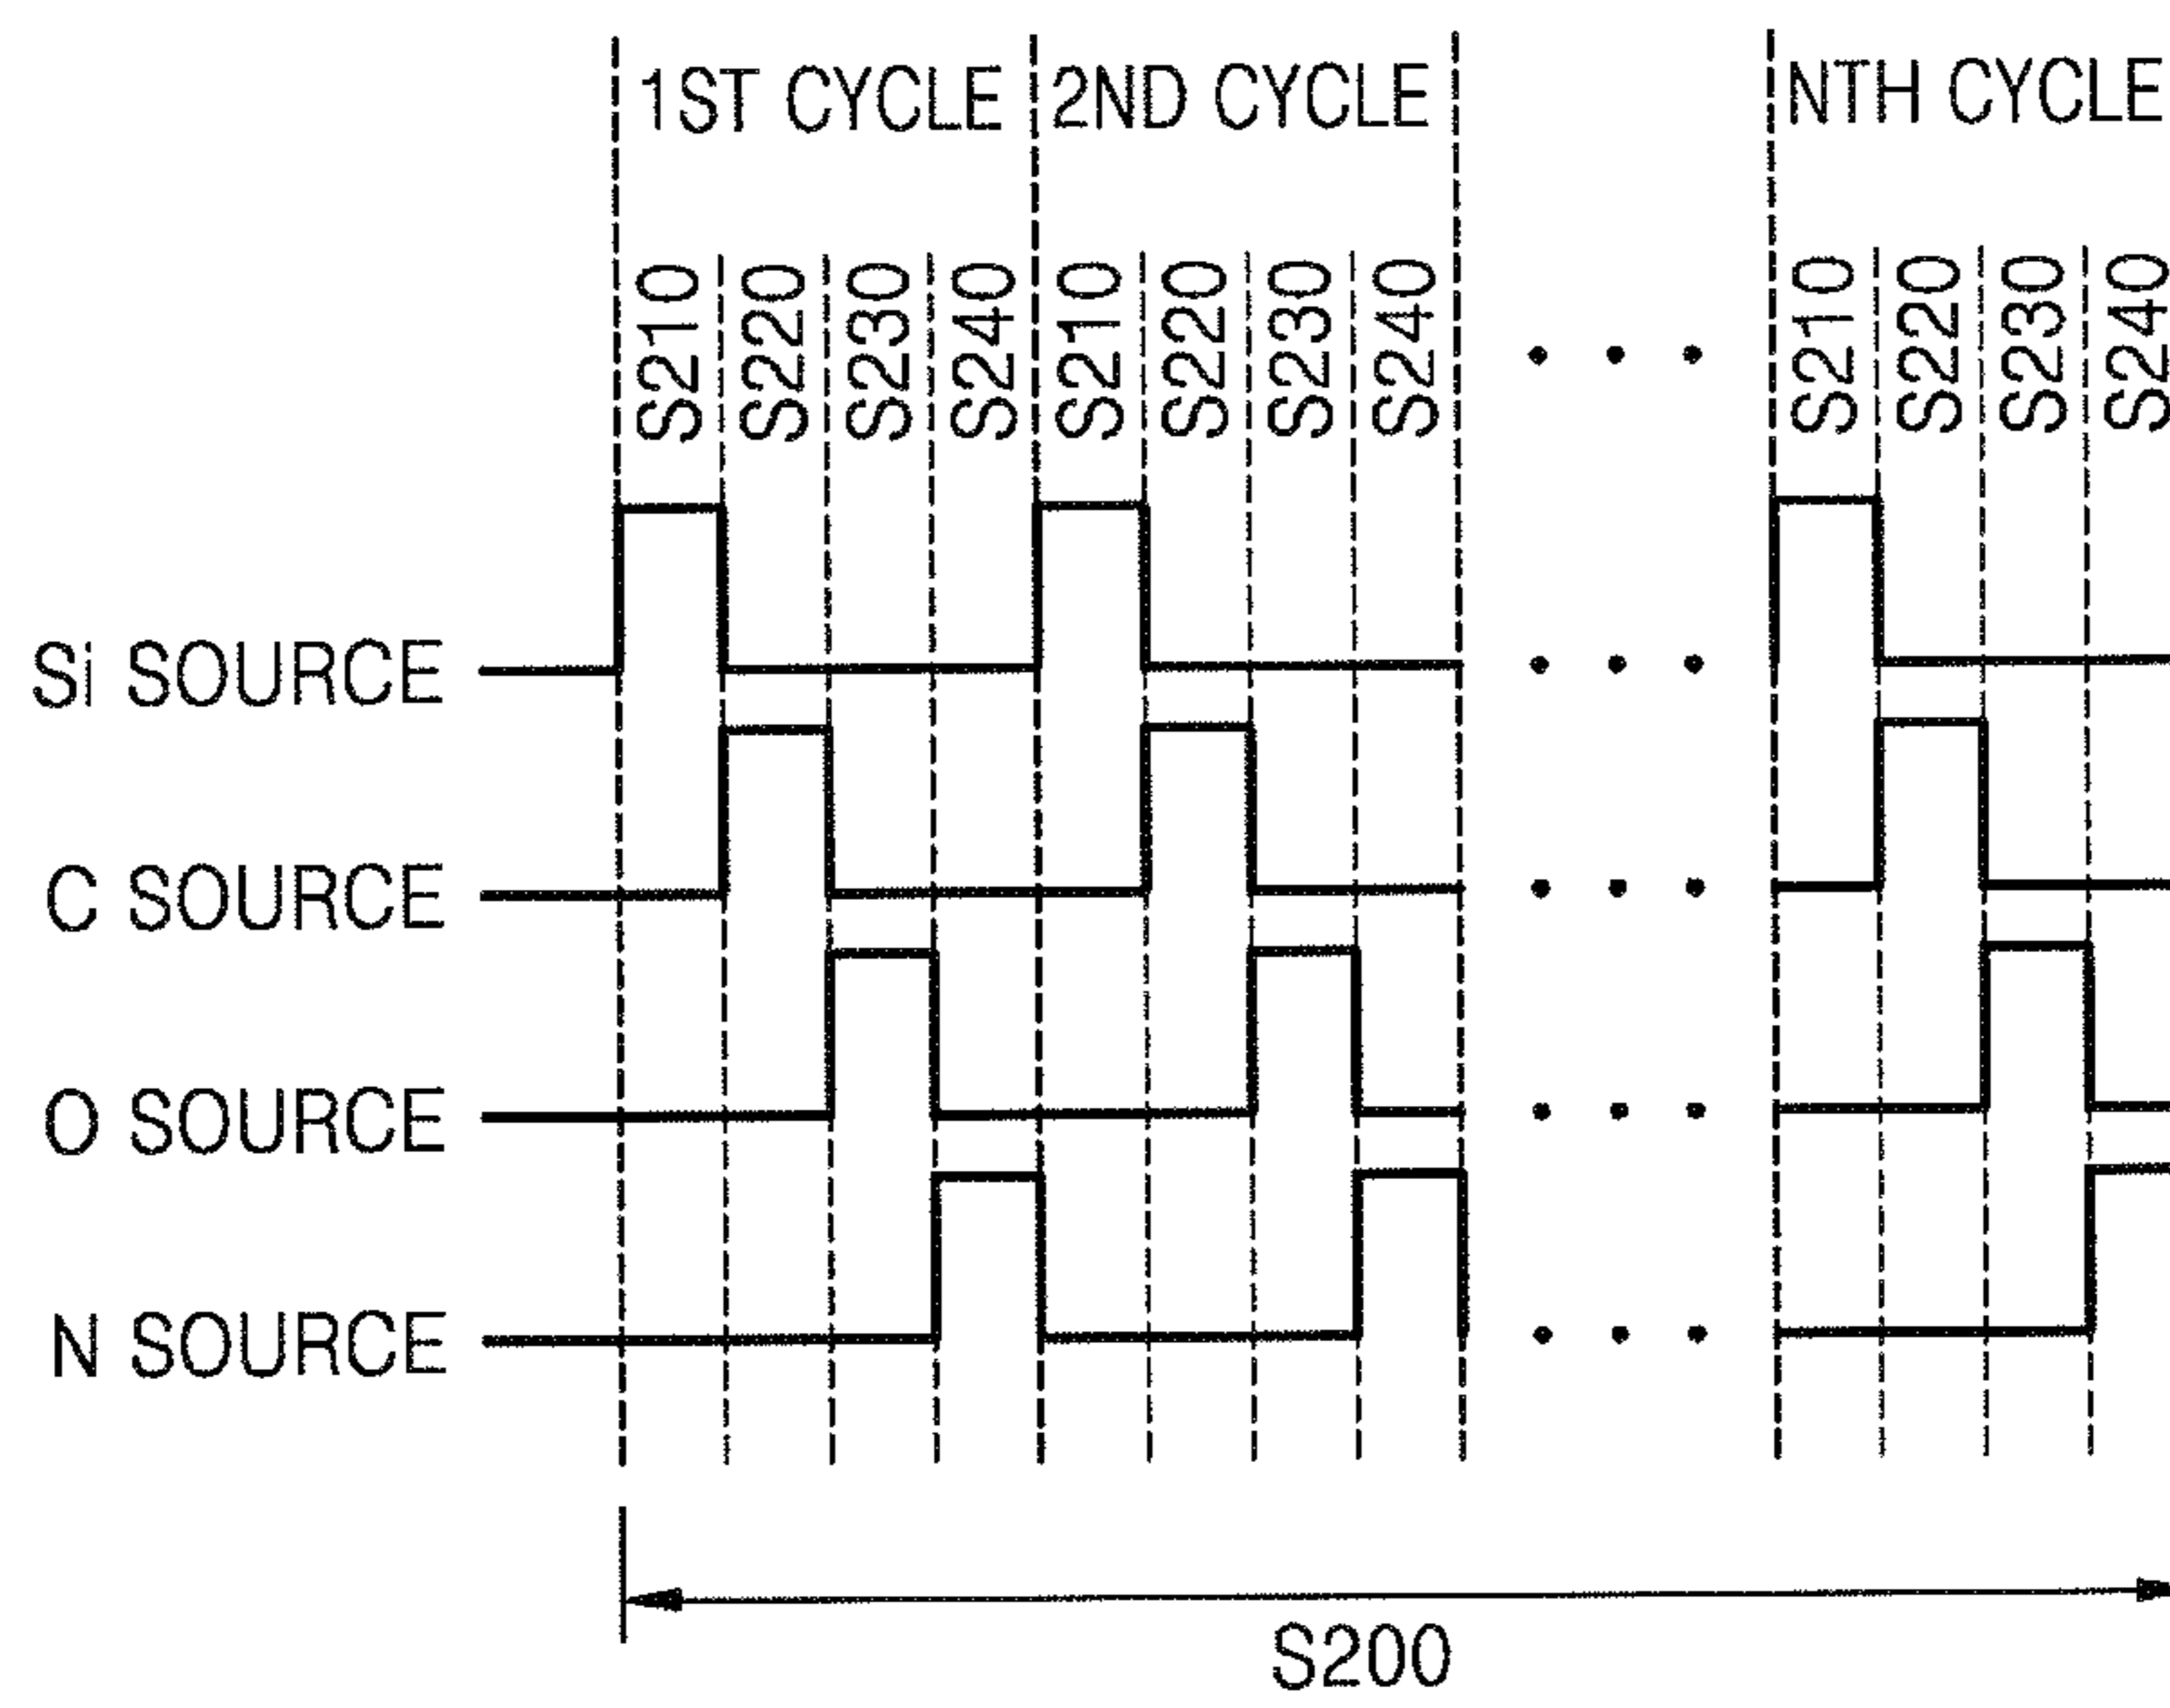 1ST CYCLE 2ND CYCLE NTH CYCLE
S210 S220 S230 S240 S210 S220 S230 S240 S210 S220 S230 S240
Si SOURCE
C SOURCE
O SOURCE
N SOURCE
S200